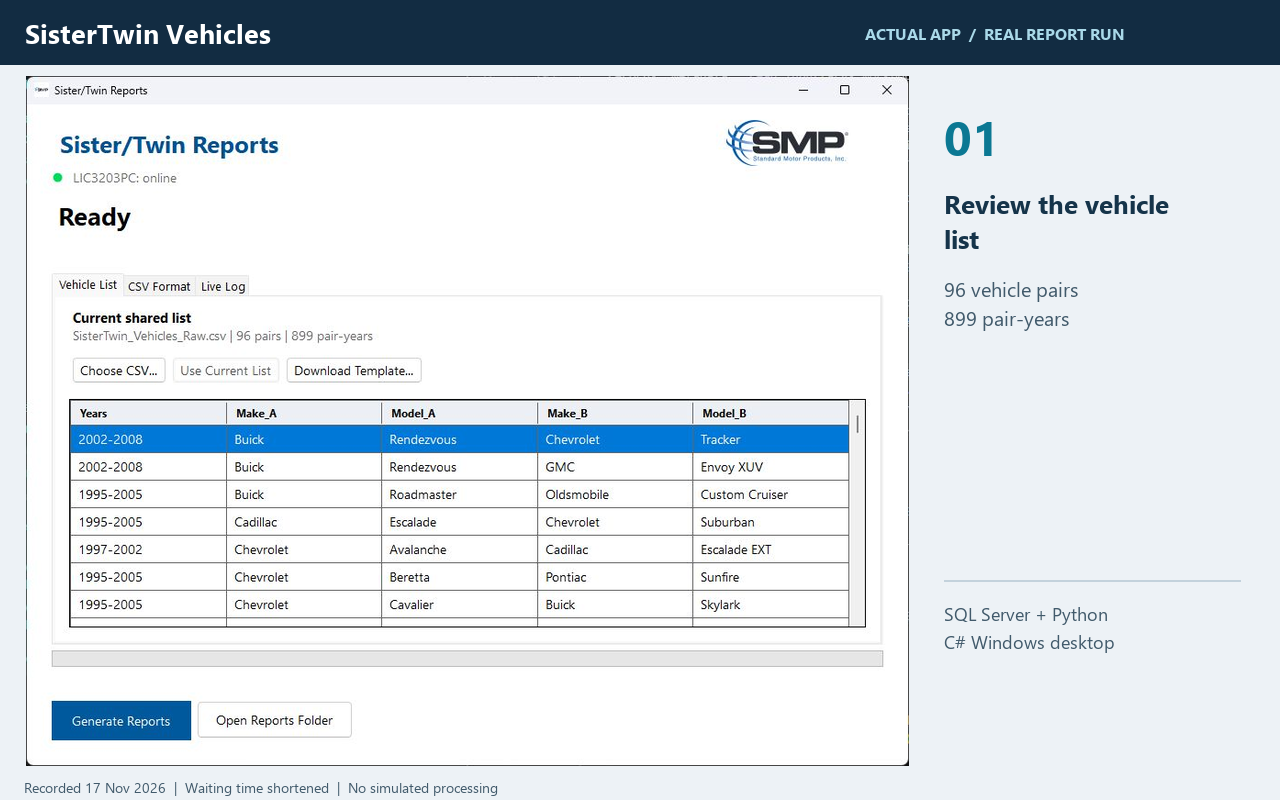 SisterTwin Vehicles
ACTUAL APP / REAL REPORT RUN
SMP Sister/Twin Reports
Sister/Twin Reports
SMP
Standard Motor Products, Inc.
LIC3203PC: online
Ready
Vehicle List CSV Format Live Log
Current shared list
SisterTwin_Vehicles_Raw.csv | 96 pairs | 899 pair-years
Choose CSV... Use Current List Download Template...
Years Make_A Model_A Make_B Model_B
2002-2008 Buick Rendezvous Chevrolet Tracker
2002-2008 Buick Rendezvous GMC Envoy XUV
1995-2005 Buick Roadmaster Oldsmobile Custom Cruiser
1995-2005 Cadillac Escalade Chevrolet Suburban
1997-2002 Chevrolet Avalanche Cadillac Escalade EXT
1995-2005 Chevrolet Beretta Pontiac Sunfire
1995-2005 Chevrolet Cavalier Buick Skylark
Generate Reports Open Reports Folder
01
Review the vehicle
list
96 vehicle pairs
899 pair-years
SQL Server + Python
C# Windows desktop
Recorded 17 Nov 2026 | Waiting time shortened | No simulated processing